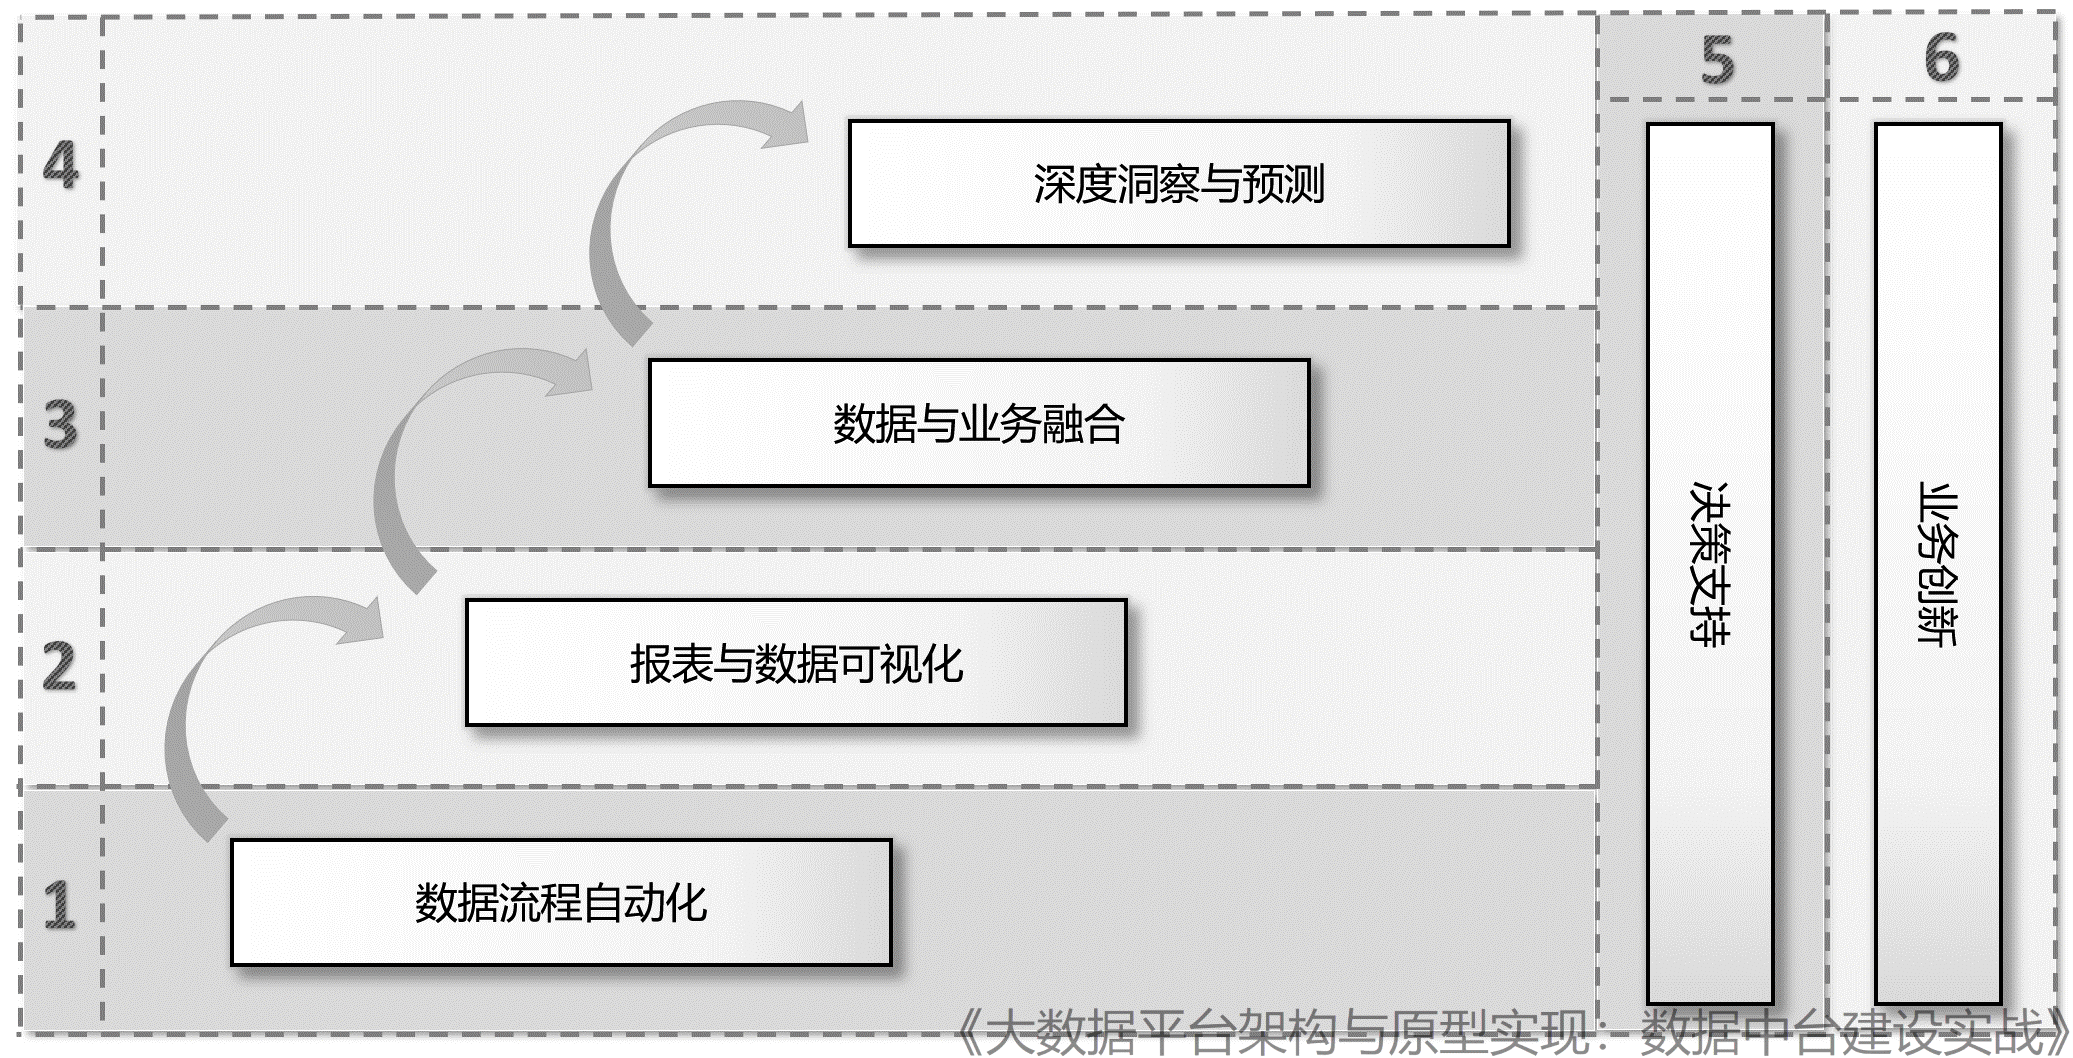 5
6
4
深度洞察与预测
3
数据与业务融合
2
报表与数据可视化
1
数据流程自动化
决策支持
业务创新
《大数据平台架构与原型实现：数据中台建设实战》